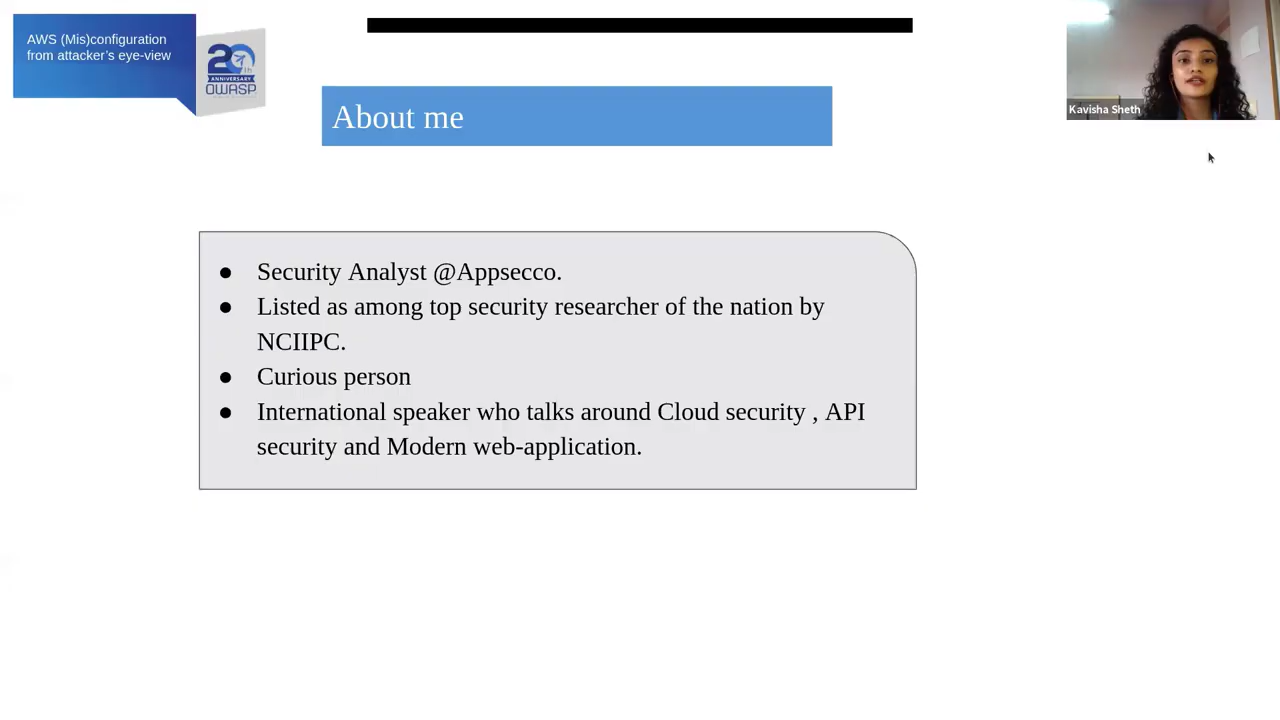 AWS (Mis)configuration
from attacker's eye-view
20th
ANNIVERSARY
OWASP
Kavisha Sheth
About me
● Security Analyst @Appsecco.
● Listed as among top security researcher of the nation by
NCIIPC.
● Curious person
● International speaker who talks around Cloud security , API
security and Modern web-application.